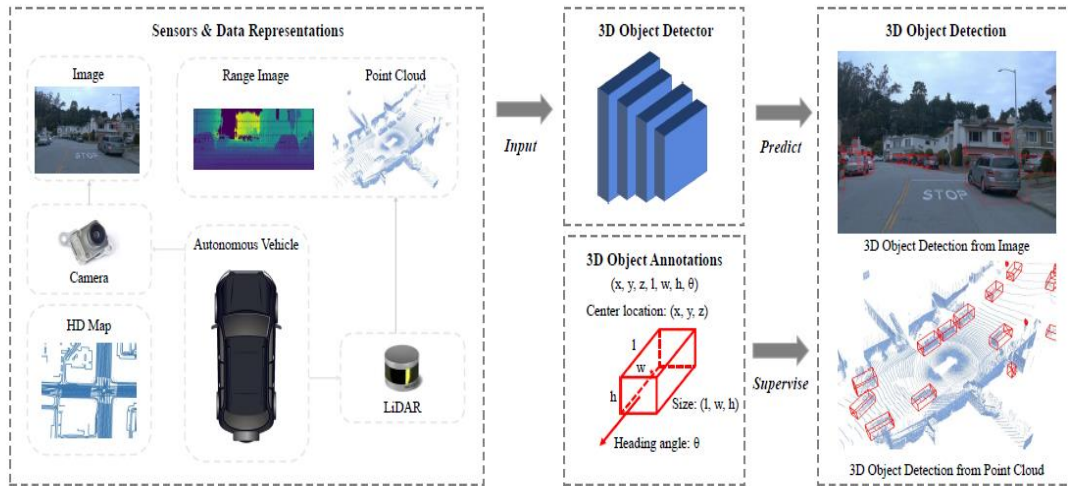 Sensors & Data Representations
Image
Range Image
Point Cloud
STOP
Camera
Autonomous Vehicle
HD Map
LiDAR
Input
3D Object Detector
Predict
3D Object Annotations
(x, y, z, l, w, h, θ)
Center location: (x, y, z)
l
w
h
Size: (l, w, h)
Heading angle: θ
Supervise
3D Object Detection
STOP
3D Object Detection from Image
3D Object Detection from Point Cloud